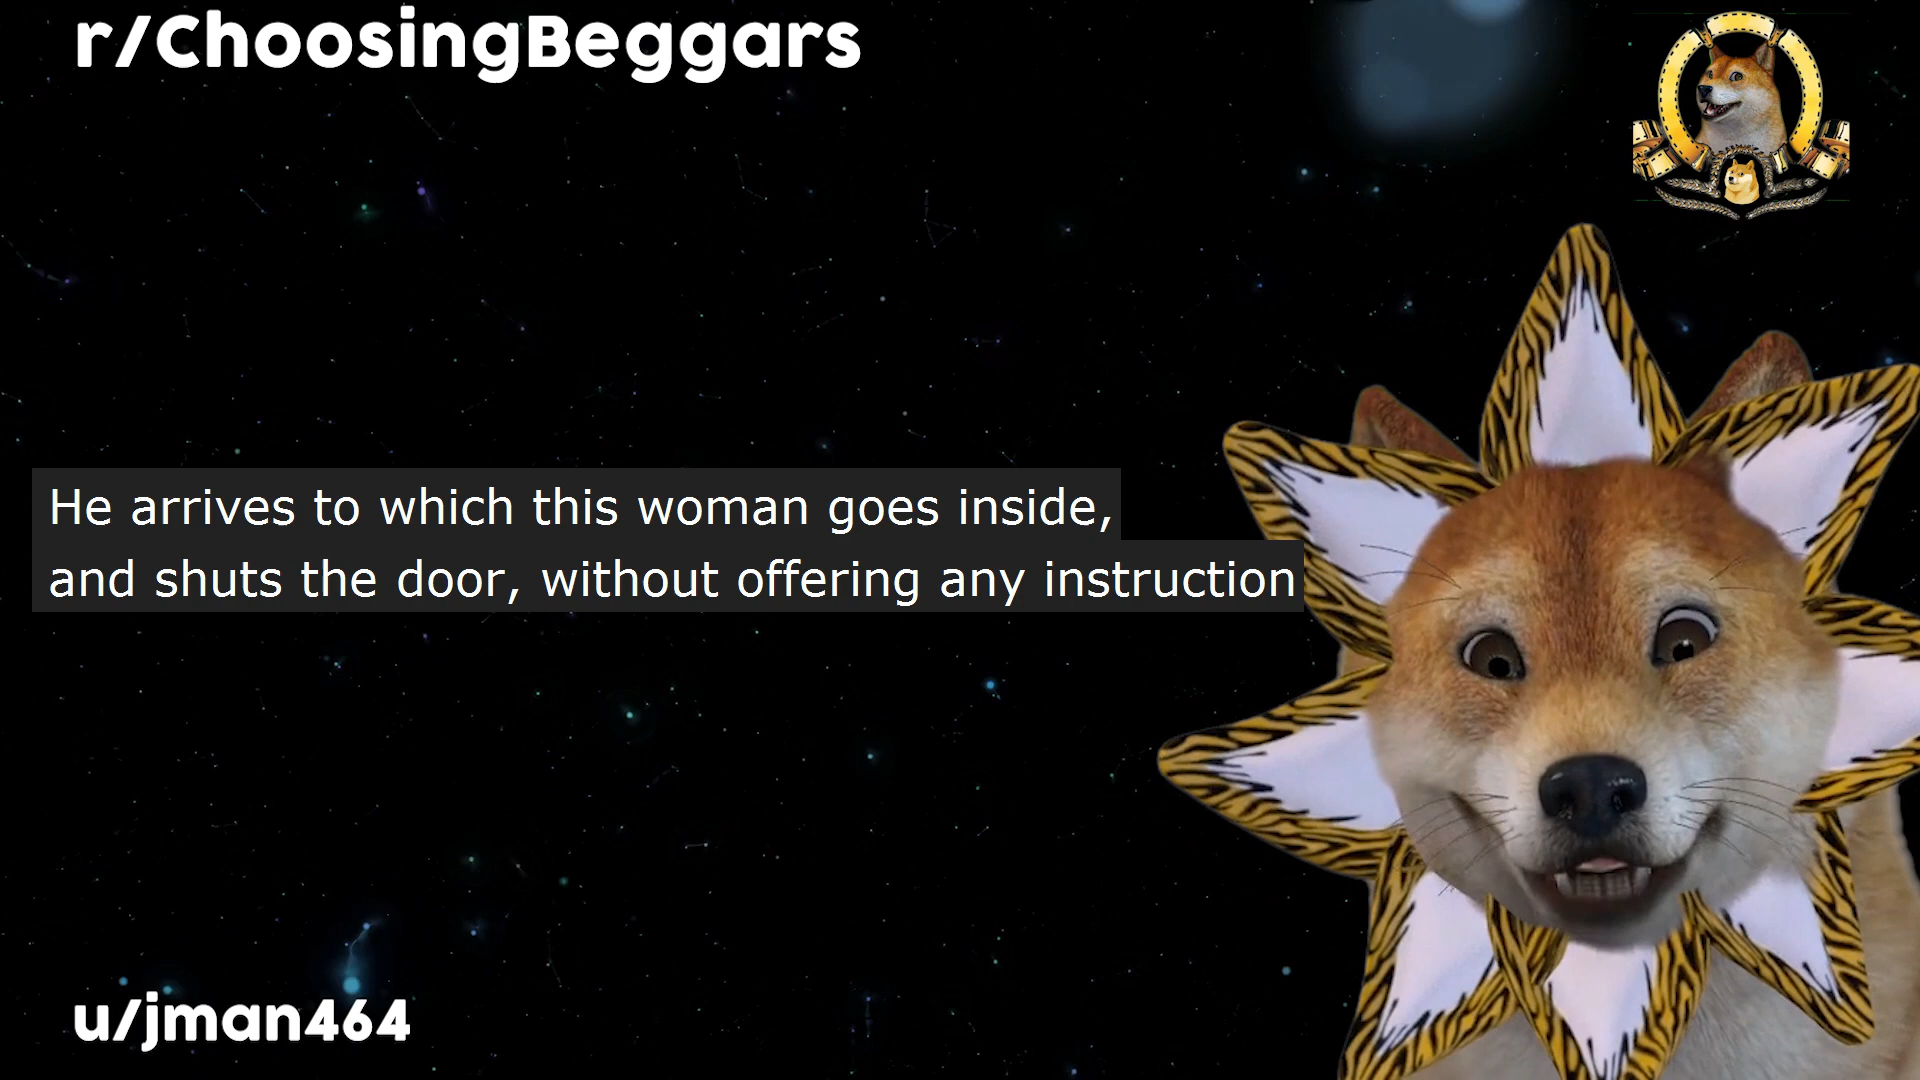 r/ChoosingBeggars
He arrives to which this woman goes inside,
and shuts the door, without offering any instruction
u/jman464